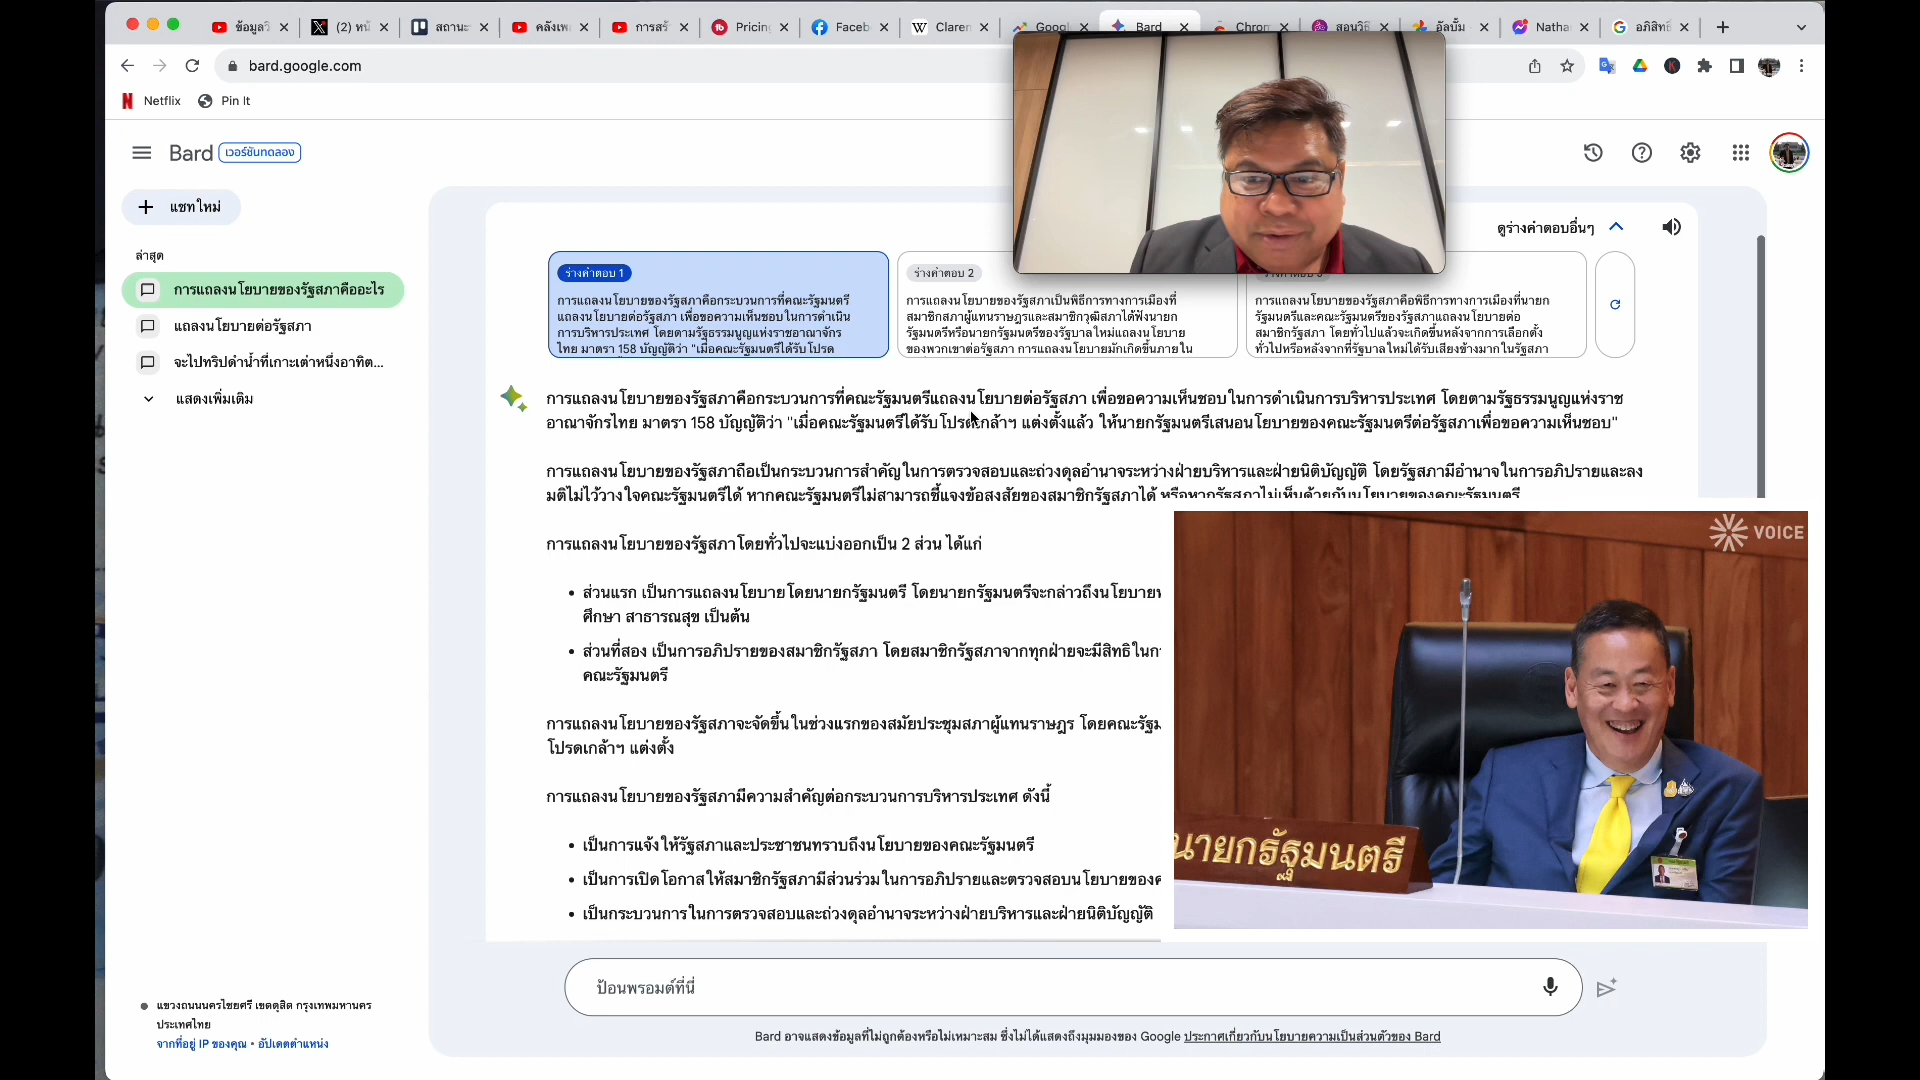 ข้อมูลวั
(2) หน้
สถานะ
คลังเพ
การสร้
Pricin
Faceb
Claren
Googl
Bard
Chrom
สอนวิธี
อัลบั้ม
Natha
อภิสิทธิ์
bard.google.com
Netflix
Pin It
Bard เวอร์ชันทดลอง
แชทใหม่
ล่าสุด
การแถลงนโยบายของรัฐสภาคืออะไร
แถลงนโยบายต่อรัฐสภา
จะไปทริปดำน้ำที่เกาะเต่าหนึ่งอาทิต...
แสดงเพิ่มเติม
ดูร่างคำตอบอื่นๆ
ร่างคำตอบ 1
การแถลงนโยบายของรัฐสภาคือกระบวนการที่คณะรัฐมนตรี
แถลงนโยบายต่อรัฐสภา เพื่อขอความเห็นชอบในการดำเนิน
การบริหารประเทศ โดยตามรัฐธรรมนูญแห่งราชอาณาจักร
ไทย มาตรา 158 บัญญัติว่า "เมื่อคณะรัฐมนตรีได้รับโปรด
ร่างคำตอบ 2
การแถลงนโยบายของรัฐสภาเป็นพิธีการทางการเมืองที่
สมาชิกสภาผู้แทนราษฎรและสมาชิกวุฒิสภาได้ฟังนายก
รัฐมนตรีหรือนายกรัฐมนตรีของรัฐบาลใหม่แถลงนโยบาย
ของพวกเขาต่อรัฐสภา การแถลงนโยบายมักเกิดขึ้นภายใน
การแถลงนโยบายของรัฐสภาคือพิธีการทางการเมืองที่นายก
รัฐมนตรีและคณะรัฐมนตรีของรัฐสภาแถลงนโยบายต่อ
สมาชิกรัฐสภา โดยทั่วไปแล้วจะเกิดขึ้นหลังจากการเลือกตั้ง
ทั่วไปหรือหลังจากที่รัฐบาลใหม่ได้รับเสียงข้างมากในรัฐสภา
การแถลงนโยบายของรัฐสภาคือกระบวนการที่คณะรัฐมนตรีแถลงนโยบายต่อรัฐสภา เพื่อขอความเห็นชอบในการดำเนินการบริหารประเทศ โดยตามรัฐธรรมนูญแห่งราช
อาณาจักรไทย มาตรา 158 บัญญัติว่า "เมื่อคณะรัฐมนตรีได้รับโปรดเกล้าฯ แต่งตั้งแล้ว ให้นายกรัฐมนตรีเสนอนโยบายของคณะรัฐมนตรีต่อรัฐสภาเพื่อขอความเห็นชอบ"
การแถลงนโยบายของรัฐสภาถือเป็นกระบวนการสำคัญในการตรวจสอบและถ่วงดุลอำนาจระหว่างฝ่ายบริหารและฝ่ายนิติบัญญัติ โดยรัฐสภามีอำนาจในการอภิปรายและลง
มติไม่ไว้วางใจคณะรัฐมนตรีได้ หากคณะรัฐมนตรีไม่สามารถชี้แจงข้อสงสัยของสมาชิกรัฐสภาได้ หรือหากรัฐสภาไม่เห็นด้วยกับนโยบายของคณะรัฐมนตรี
การแถลงนโยบายของรัฐสภาโดยทั่วไปจะแบ่งออกเป็น 2 ส่วน ได้แก่
• ส่วนแรก เป็นการแถลงนโยบายโดยนายกรัฐมนตรี โดยนายกรัฐมนตรีจะกล่าวถึงนโยบาย
ศึกษา สาธารณสุข เป็นต้น
• ส่วนที่สอง เป็นการอภิปรายของสมาชิกรัฐสภา โดยสมาชิกรัฐสภาจากทุกฝ่ายจะมีสิทธิในกา
คณะรัฐมนตรี
การแถลงนโยบายของรัฐสภาจะจัดขึ้นในช่วงแรกของสมัยประชุมสภาผู้แทนราษฎร โดยคณะรัฐม
โปรดเกล้าฯ แต่งตั้ง
การแถลงนโยบายของรัฐสภามีความสำคัญต่อกระบวนการบริหารประเทศ ดังนี้
• เป็นการแจ้งให้รัฐสภาและประชาชนทราบถึงนโยบายของคณะรัฐมนตรี
• เป็นการเปิดโอกาสให้สมาชิกรัฐสภามีส่วนร่วมในการอภิปรายและตรวจสอบนโยบายของค
• เป็นกระบวนการในการตรวจสอบและถ่วงดุลอำนาจระหว่างฝ่ายบริหารและฝ่ายนิติบัญญัติ
VOICE
นายกรัฐมนตรี
ป้อนพรอมต์ที่นี่
Bard อาจแสดงข้อมูลที่ไม่ถูกต้องหรือไม่เหมาะสม ซึ่งไม่ได้แสดงถึงมุมมองของ Google ประกาศเกี่ยวกับนโยบายความเป็นส่วนตัวของ Bard
แขวงถนนนครไชยศรี เขตดุสิต กรุงเทพมหานคร
ประเทศไทย
จากที่อยู่ IP ของคุณ • อัปเดตตำแหน่ง